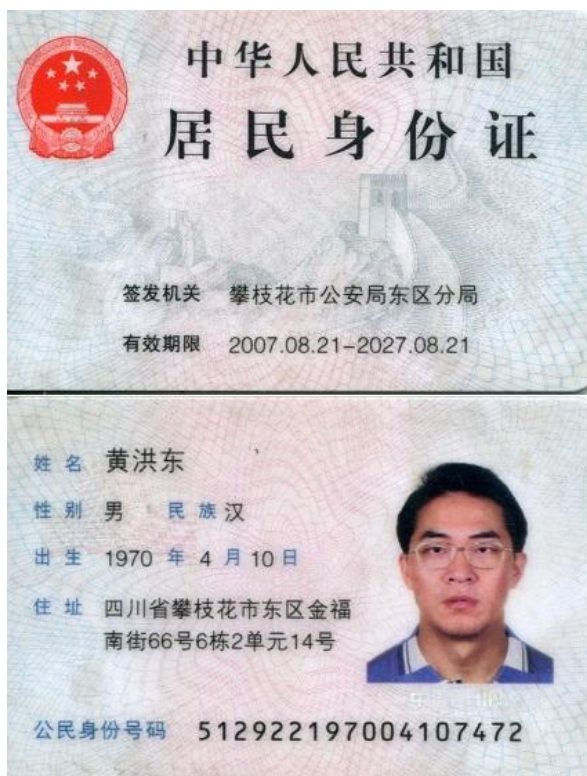 中华人民共和国
居民身份证
签发机关 攀枝花市公安局东区分局
有效期限 2007.08.21-2027.08.21
姓名 黄洪东
性别 男 民族 汉
出生 1970 年 4 月 10 日
住址 四川省攀枝花市东区金福
南街66号6栋2单元14号
公民身份号码 512922197004107472